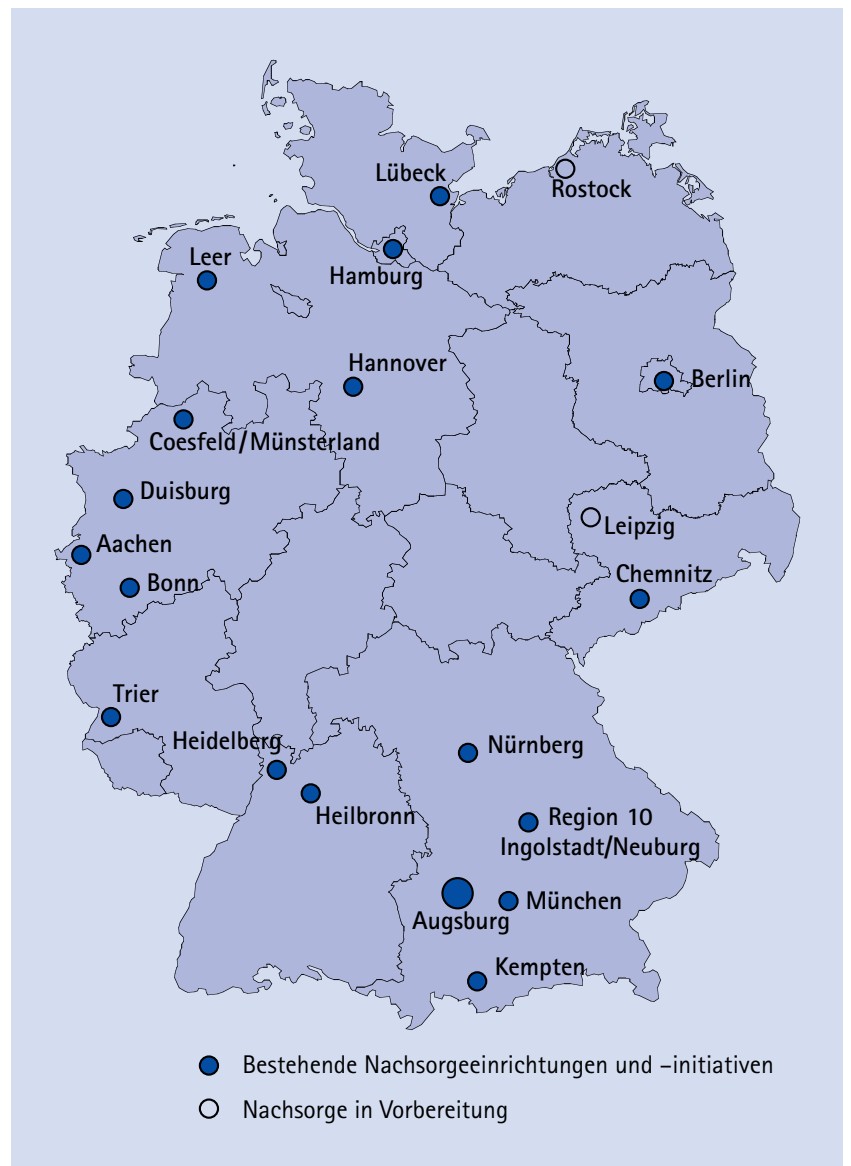 Lübeck
Rostock
Leer
Hamburg
Hannover
Berlin
Coesfeld/Münsterland
Duisburg
Leipzig
Aachen
Chemnitz
Bonn
Trier
Heidelberg
Nürnberg
Heilbronn
Region 10
Ingolstadt/Neuburg
München
Augsburg
Kempten
Bestehende Nachsorgeeinrichtungen und –initiativen
Nachsorge in Vorbereitung